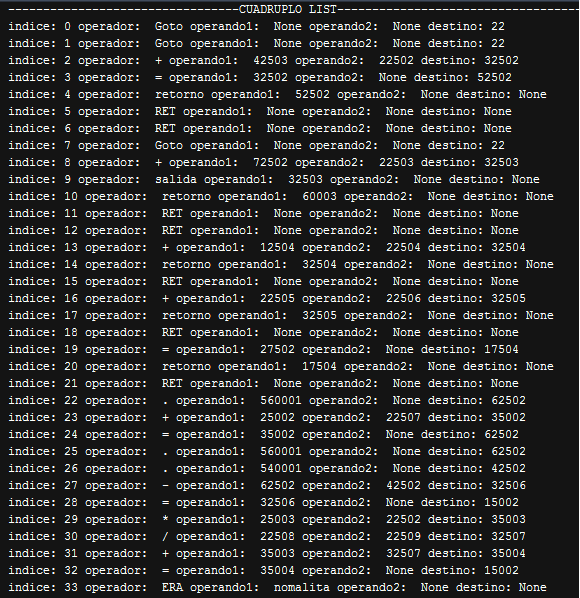 ---------------------------------CUADRUPLO LIST-----------------------------------
indice: 0 operador:  Goto operando1:  None operando2:  None destino: 22
indice: 1 operador:  Goto operando1:  None operando2:  None destino: 22
indice: 2 operador:  + operando1:  42503 operando2:  22502 destino: 32502
indice: 3 operador:  = operando1:  32502 operando2:  None destino: 52502
indice: 4 operador:  retorno operando1:  52502 operando2:  None destino: None
indice: 5 operador:  RET operando1:  None operando2:  None destino: None
indice: 6 operador:  RET operando1:  None operando2:  None destino: None
indice: 7 operador:  Goto operando1:  None operando2:  None destino: 22
indice: 8 operador:  + operando1:  72502 operando2:  22503 destino: 32503
indice: 9 operador:  salida operando1:  32503 operando2:  None destino: None
indice: 10 operador:  retorno operando1:  60003 operando2:  None destino: None
indice: 11 operador:  RET operando1:  None operando2:  None destino: None
indice: 12 operador:  RET operando1:  None operando2:  None destino: None
indice: 13 operador:  + operando1:  12504 operando2:  22504 destino: 32504
indice: 14 operador:  retorno operando1:  32504 operando2:  None destino: None
indice: 15 operador:  RET operando1:  None operando2:  None destino: None
indice: 16 operador:  + operando1:  22505 operando2:  22506 destino: 32505
indice: 17 operador:  retorno operando1:  32505 operando2:  None destino: None
indice: 18 operador:  RET operando1:  None operando2:  None destino: None
indice: 19 operador:  = operando1:  27502 operando2:  None destino: 17504
indice: 20 operador:  retorno operando1:  17504 operando2:  None destino: None
indice: 21 operador:  RET operando1:  None operando2:  None destino: None
indice: 22 operador:  . operando1:  560001 operando2:  None destino: 62502
indice: 23 operador:  + operando1:  25002 operando2:  22507 destino: 35002
indice: 24 operador:  = operando1:  35002 operando2:  None destino: 62502
indice: 25 operador:  . operando1:  560001 operando2:  None destino: 62502
indice: 26 operador:  . operando1:  540001 operando2:  None destino: 42502
indice: 27 operador:  - operando1:  62502 operando2:  42502 destino: 32506
indice: 28 operador:  = operando1:  32506 operando2:  None destino: 15002
indice: 29 operador:  * operando1:  25003 operando2:  22502 destino: 35003
indice: 30 operador:  / operando1:  22508 operando2:  22509 destino: 32507
indice: 31 operador:  + operando1:  35003 operando2:  32507 destino: 35004
indice: 32 operador:  = operando1:  35004 operando2:  None destino: 15002
indice: 33 operador:  ERA operando1:  nomalita operando2:  None destino: None